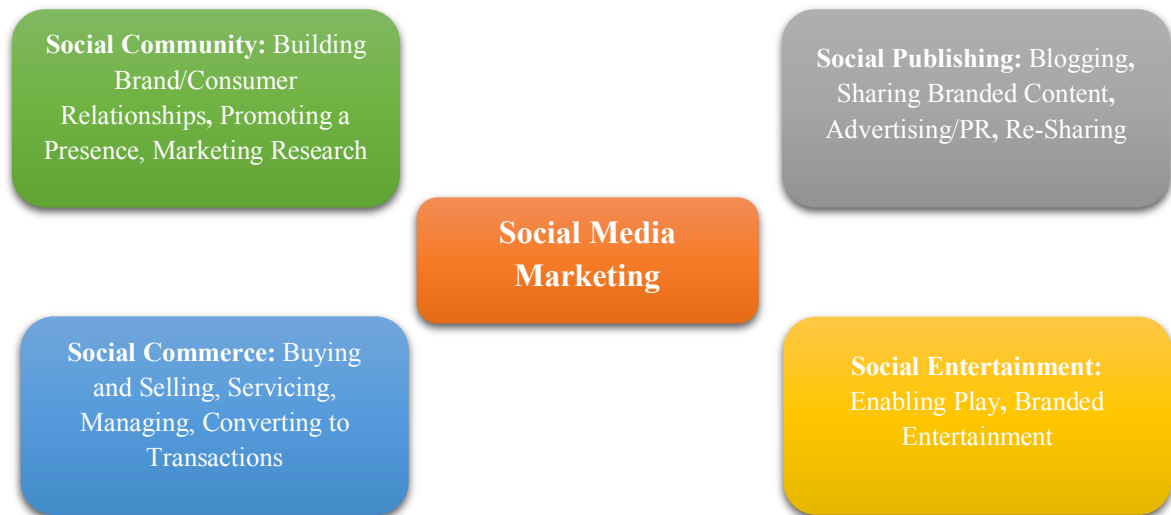 Social Community: Building
Brand/Consumer
Relationships, Promoting a
Presence, Marketing Research
Social Publishing: Blogging,
Sharing Branded Content,
Advertising/PR, Re-Sharing
Social Media
Marketing
Social Commerce: Buying
and Selling, Servicing,
Managing, Converting to
Transactions
Social Entertainment:
Enabling Play, Branded
Entertainment